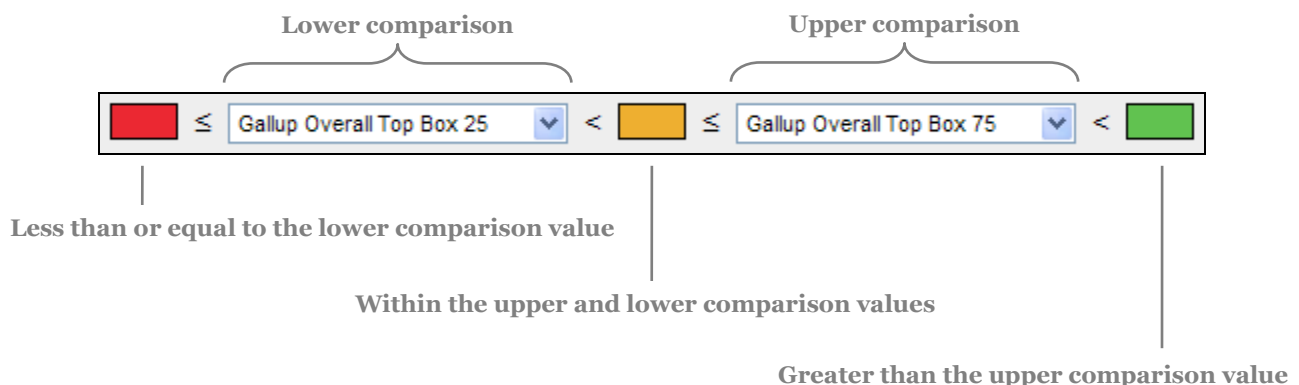 Lower comparison
Upper comparison
≤ Gallup Overall Top Box 25 < ≤ Gallup Overall Top Box 75 <
Less than or equal to the lower comparison value
Within the upper and lower comparison values
Greater than the upper comparison value